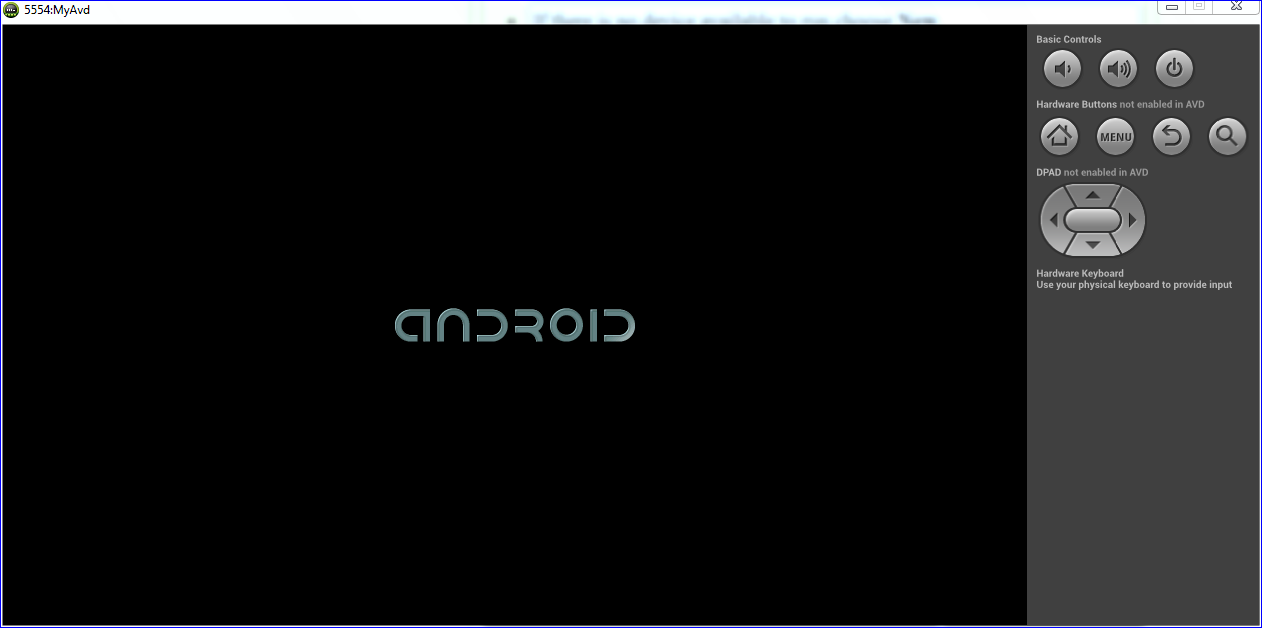 5554:MyAvd
Basic Controls
Hardware Buttons not enabled in AVD
MENU
DPAD not enabled in AVD
Hardware Keyboard
Use your physical keyboard to provide input
ANDROID